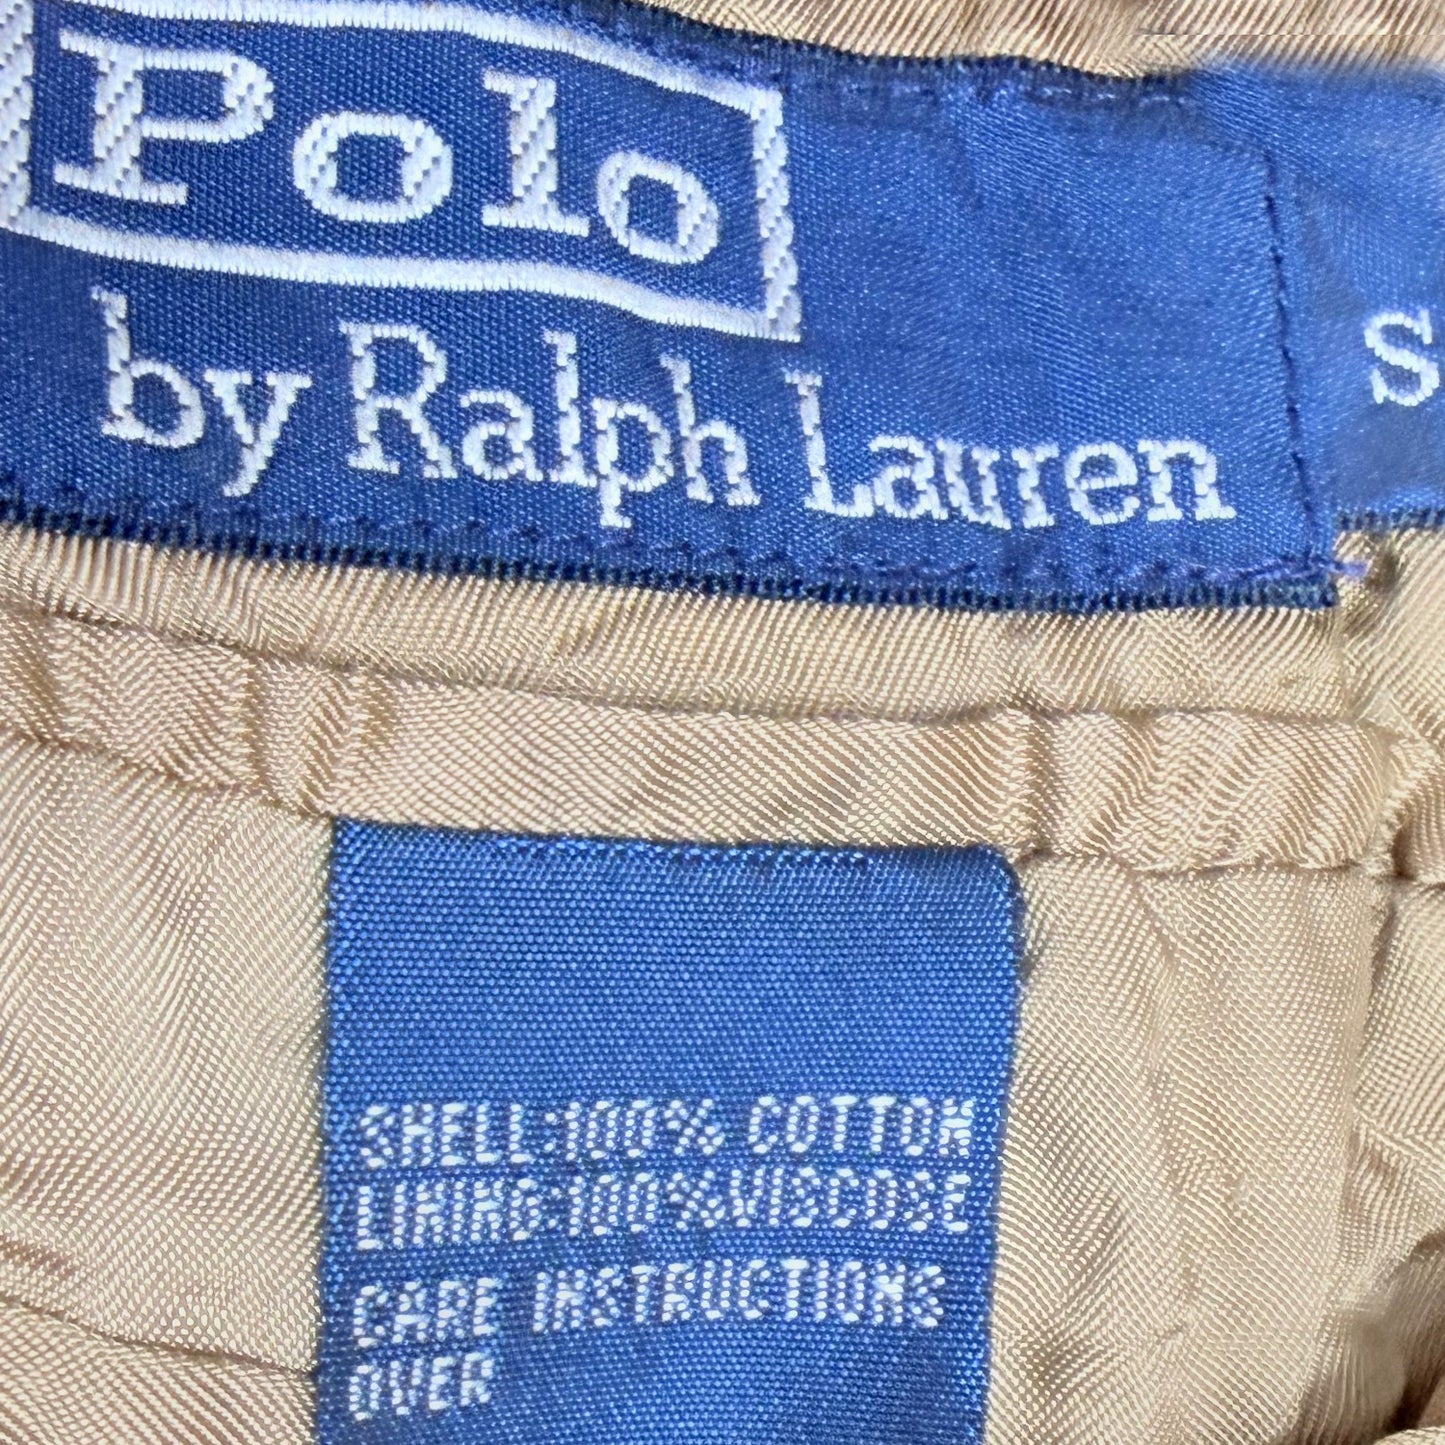 Polo
by Ralph Lauren
S
SHELL:100% COTTON
LINING:100%VISCOSE
CARE INSTRUCTIONS
OVER